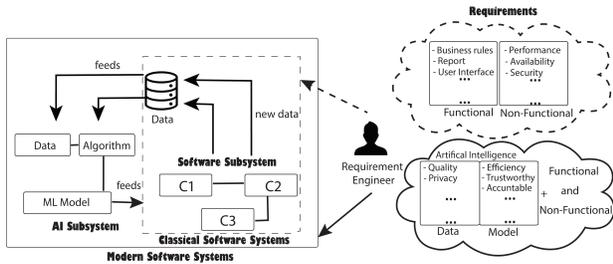 Requirements
- Business rules
- Report
- User Interface
...
...
Functional
- Performance
- Availability
- Security
...
...
Non-Functional
feeds
Data
new data
Data
Algorithm
Software Subsystem
ML Model
feeds
C1
C2
C3
AI Subsystem
Classical Software Systems
Modern Software Systems
Requirement
Engineer
Artifical Intelligence
- Quality
- Privacy
...
...
Data
- Efficiency
- Trustworthy
- Accuntable
...
...
Model
+
Functional
and
Non-Functional